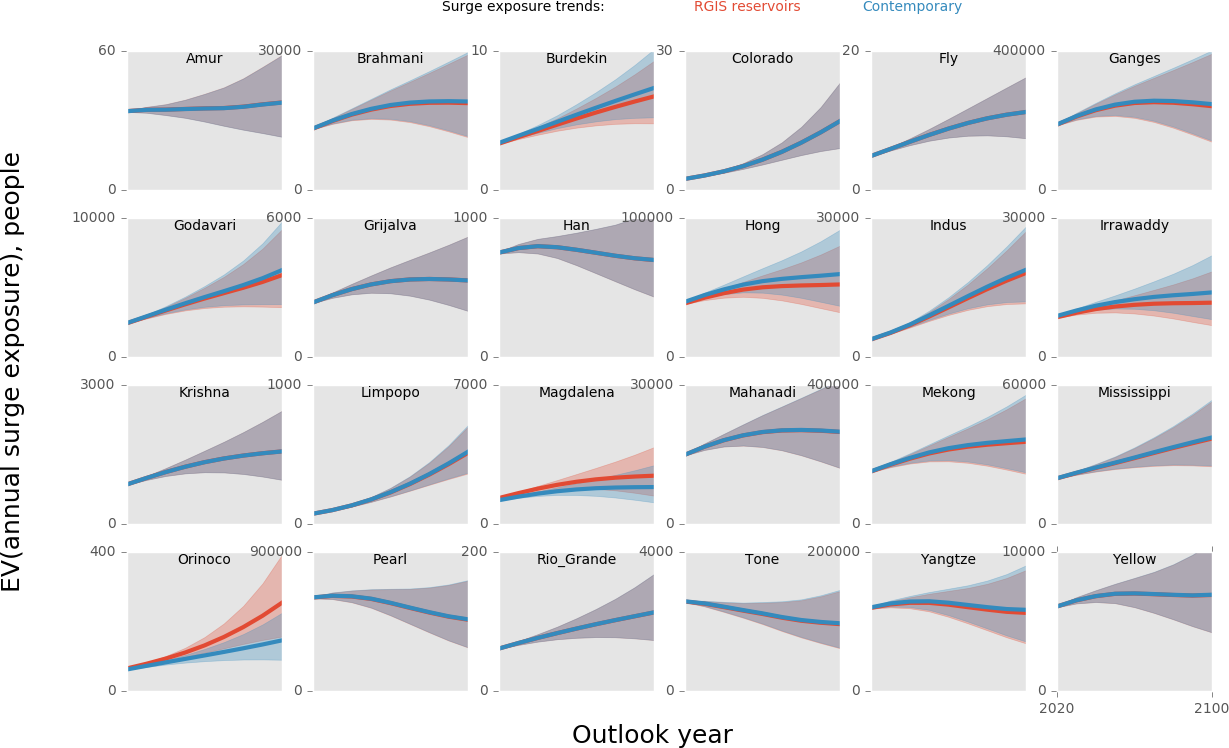 Surge exposure trends: RGIS reservoirs Contemporary
EV(annual surge exposure), people
60 30000 10 30 20 400000
Amur Brahmani Burdekin Colorado Fly Ganges
0 0 0 0 0 0
10000 6000 1000 100000 30000 30000
Godavari Grijalva Han Hong Indus Irrawaddy
0 0 0 0 0 0
3000 1000 7000 30000 400000 60000
Krishna Limpopo Magdalena Mahanadi Mekong Mississippi
0 0 0 0 0 0
400 900000 200 4000 200000 10000
Orinoco Pearl Rio_Grande Tone Yangtze Yellow
0 0 0 0 0 0
2020 2100
Outlook year